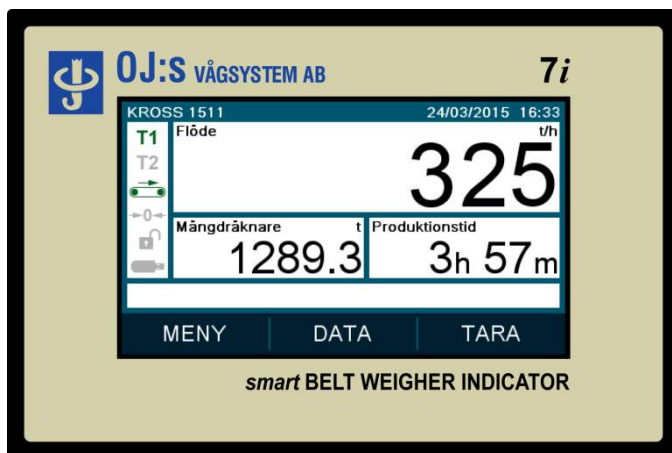 OJ:S VÅGSYSTEM AB 7i
KROSS 1511 24/03/2015 16:33
T1 Flöde t/h
T2
325
→0←
Mängdräknare t Produktionstid
1289.3 3h 57m
MENY DATA TARA
smart BELT WEIGHER INDICATOR